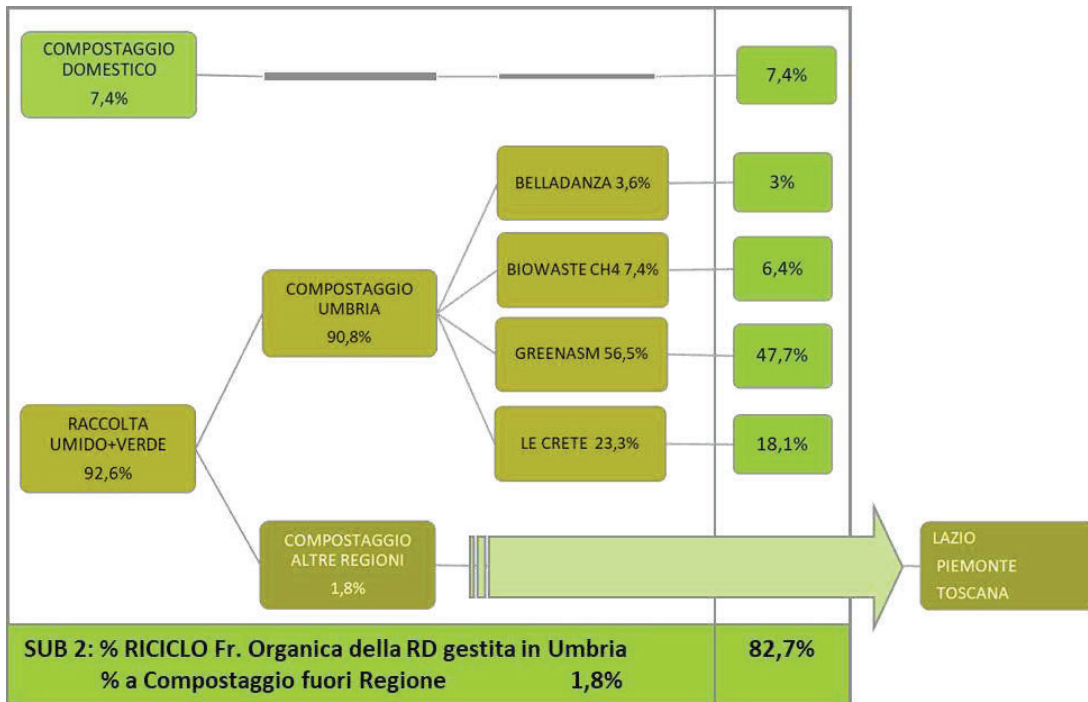 COMPOSTAGGIO
DOMESTICO
7,4%
7,4%
BELLADANZA 3,6%
3%
BIOWASTE CH4 7,4%
6,4%
COMPOSTAGGIO
UMBRIA
90,8%
GREENASM 56,5%
47,7%
RACCOLTA
UMIDO+VERDE
92,6%
LE CRETE 23,3%
18,1%
COMPOSTAGGIO
ALTRE REGIONI
1,8%
LAZIO
PIEMONTE
TOSCANA
SUB 2: % RICICLO Fr. Organica della RD gestita in Umbria 82,7%
% a Compostaggio fuori Regione 1,8%